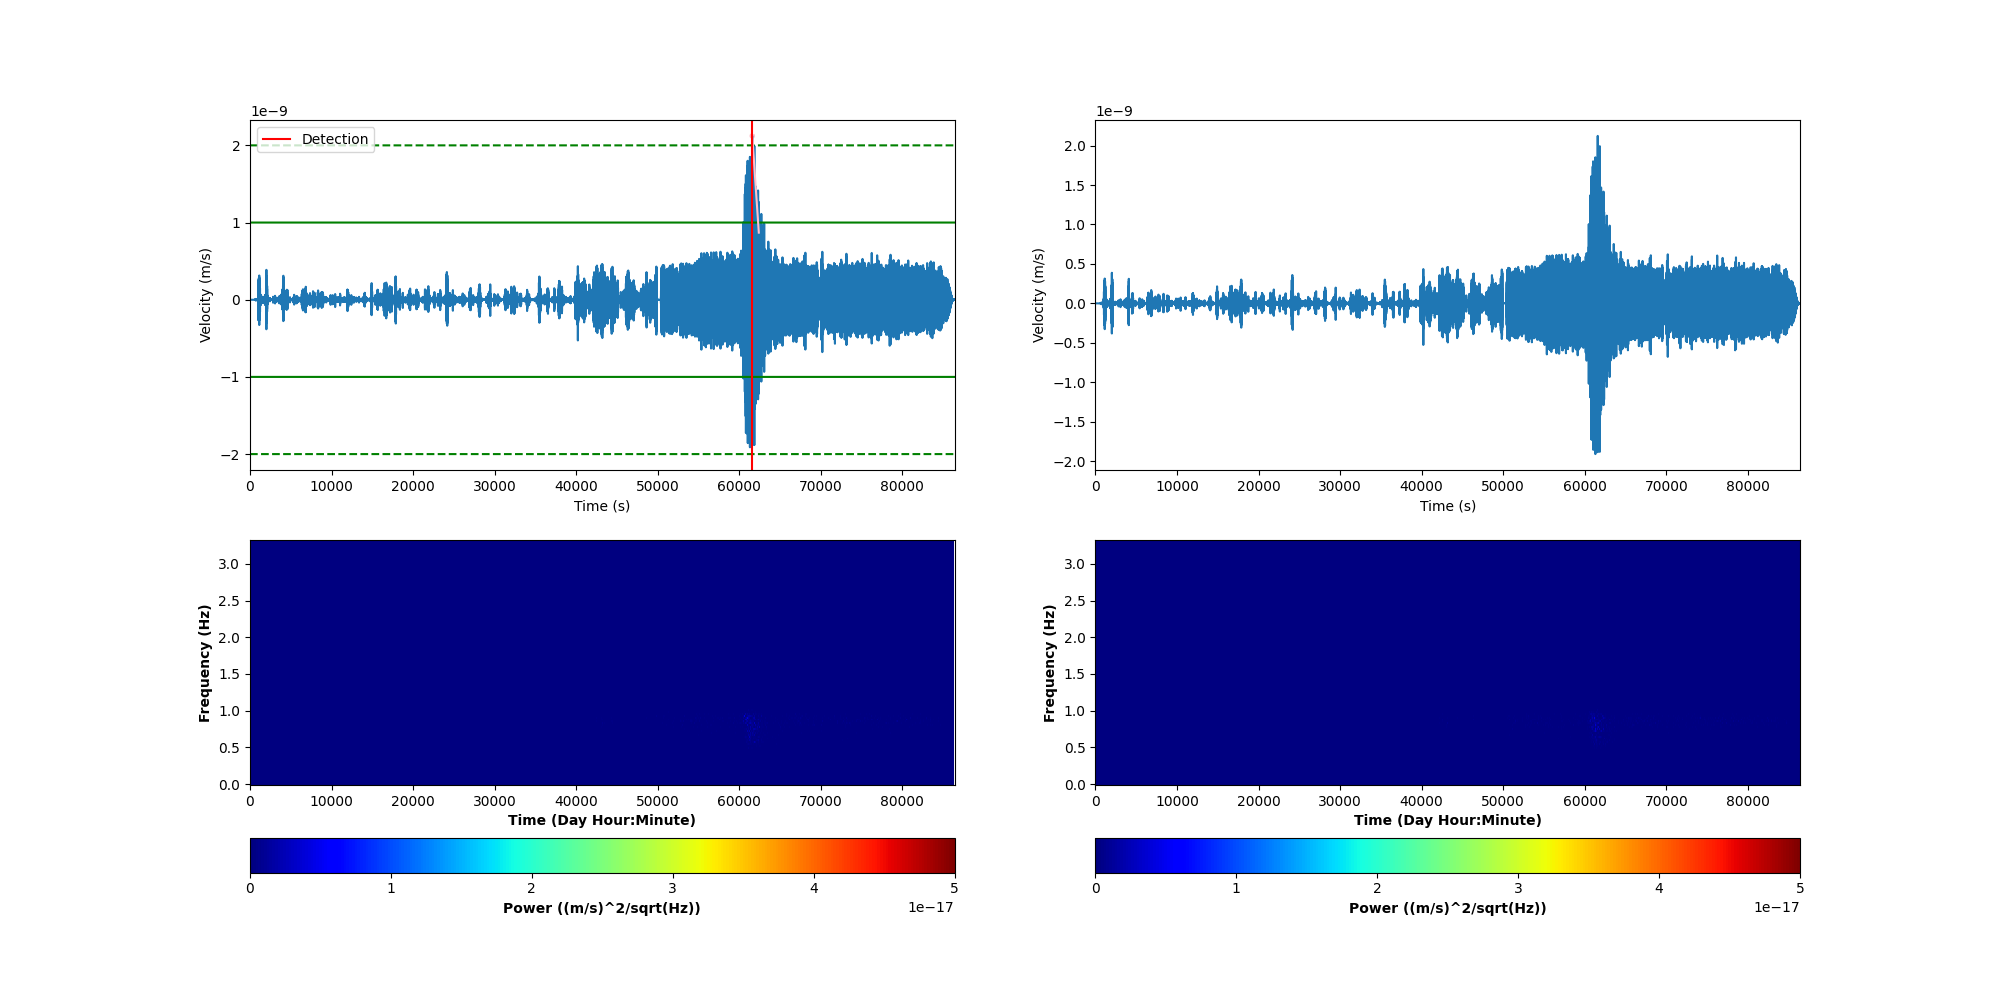 1e−9
Detection
2
1
0
−1
−2
Velocity (m/s)
0 10000 20000 30000 40000 50000 60000 70000 80000
Time (s)
1e−9
2.0
1.5
1.0
0.5
0.0
−0.5
−1.0
−1.5
−2.0
Velocity (m/s)
0 10000 20000 30000 40000 50000 60000 70000 80000
Time (s)
3.0
2.5
2.0
1.5
1.0
0.5
0.0
Frequency (Hz)
0 10000 20000 30000 40000 50000 60000 70000 80000
Time (Day Hour:Minute)
0 1 2 3 4 5
Power ((m/s)^2/sqrt(Hz))
1e−17
3.0
2.5
2.0
1.5
1.0
0.5
0.0
Frequency (Hz)
0 10000 20000 30000 40000 50000 60000 70000 80000
Time (Day Hour:Minute)
0 1 2 3 4 5
Power ((m/s)^2/sqrt(Hz))
1e−17